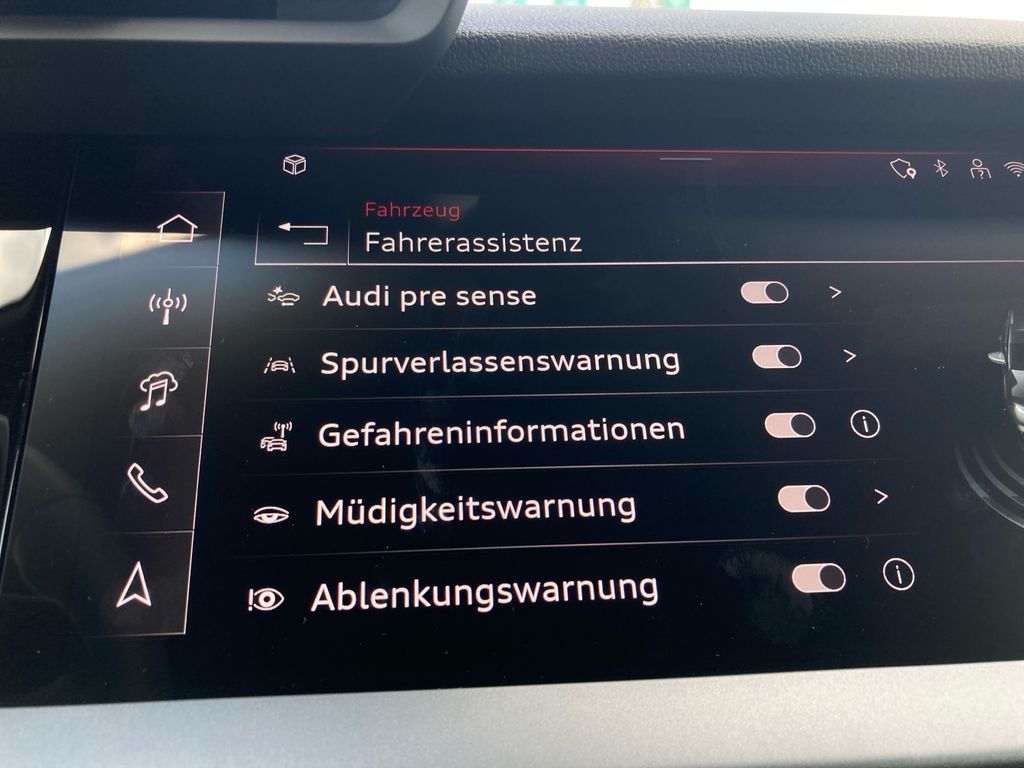 Fahrzeug
Fahrerassistenz
Audi pre sense
Spurverlassenswarnung
Gefahreninformationen
Müdigkeitswarnung
Ablenkungswarnung